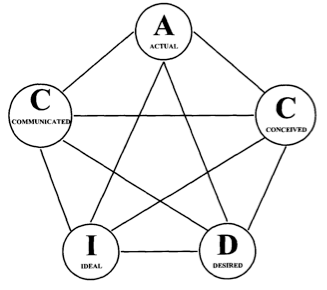 A
ACTUAL
C
COMMUNICATED
C
CONCEIVED
I
IDEAL
D
DESIRED